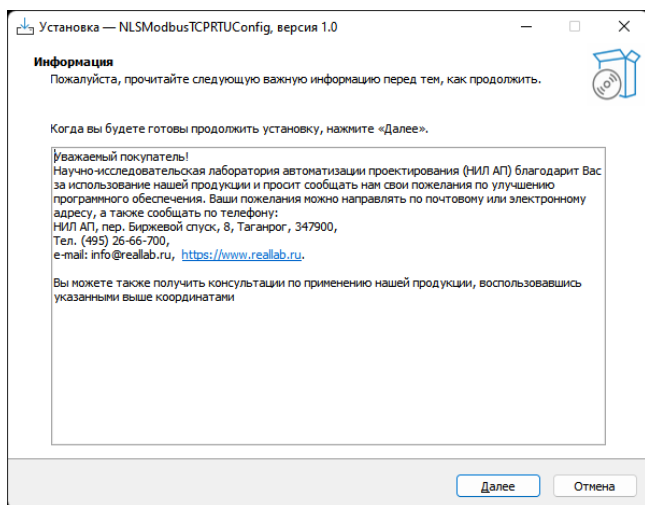 Установка — NLSModbusTCPRTUConfig, версия 1.0
Информация
Пожалуйста, прочитайте следующую важную информацию перед тем, как продолжить.
Когда вы будете готовы продолжить установку, нажмите «Далее».
Уважаемый покупатель!
Научно-исследовательская лаборатория автоматизации проектирования (НИЛ АП) благодарит Вас
за использование нашей продукции и просит сообщать нам свои пожелания по улучшению
программного обеспечения. Ваши пожелания можно направлять по почтовому или электронному
адресу, а также сообщать по телефону:
НИЛ АП, пер. Биржевой спуск, 8, Таганрог, 347900,
Тел. (495) 26-66-700,
e-mail: info@reallab.ru, https://www.reallab.ru.
Вы можете также получить консультации по применению нашей продукции, воспользовавшись
указанными выше координатами
Далее
Отмена